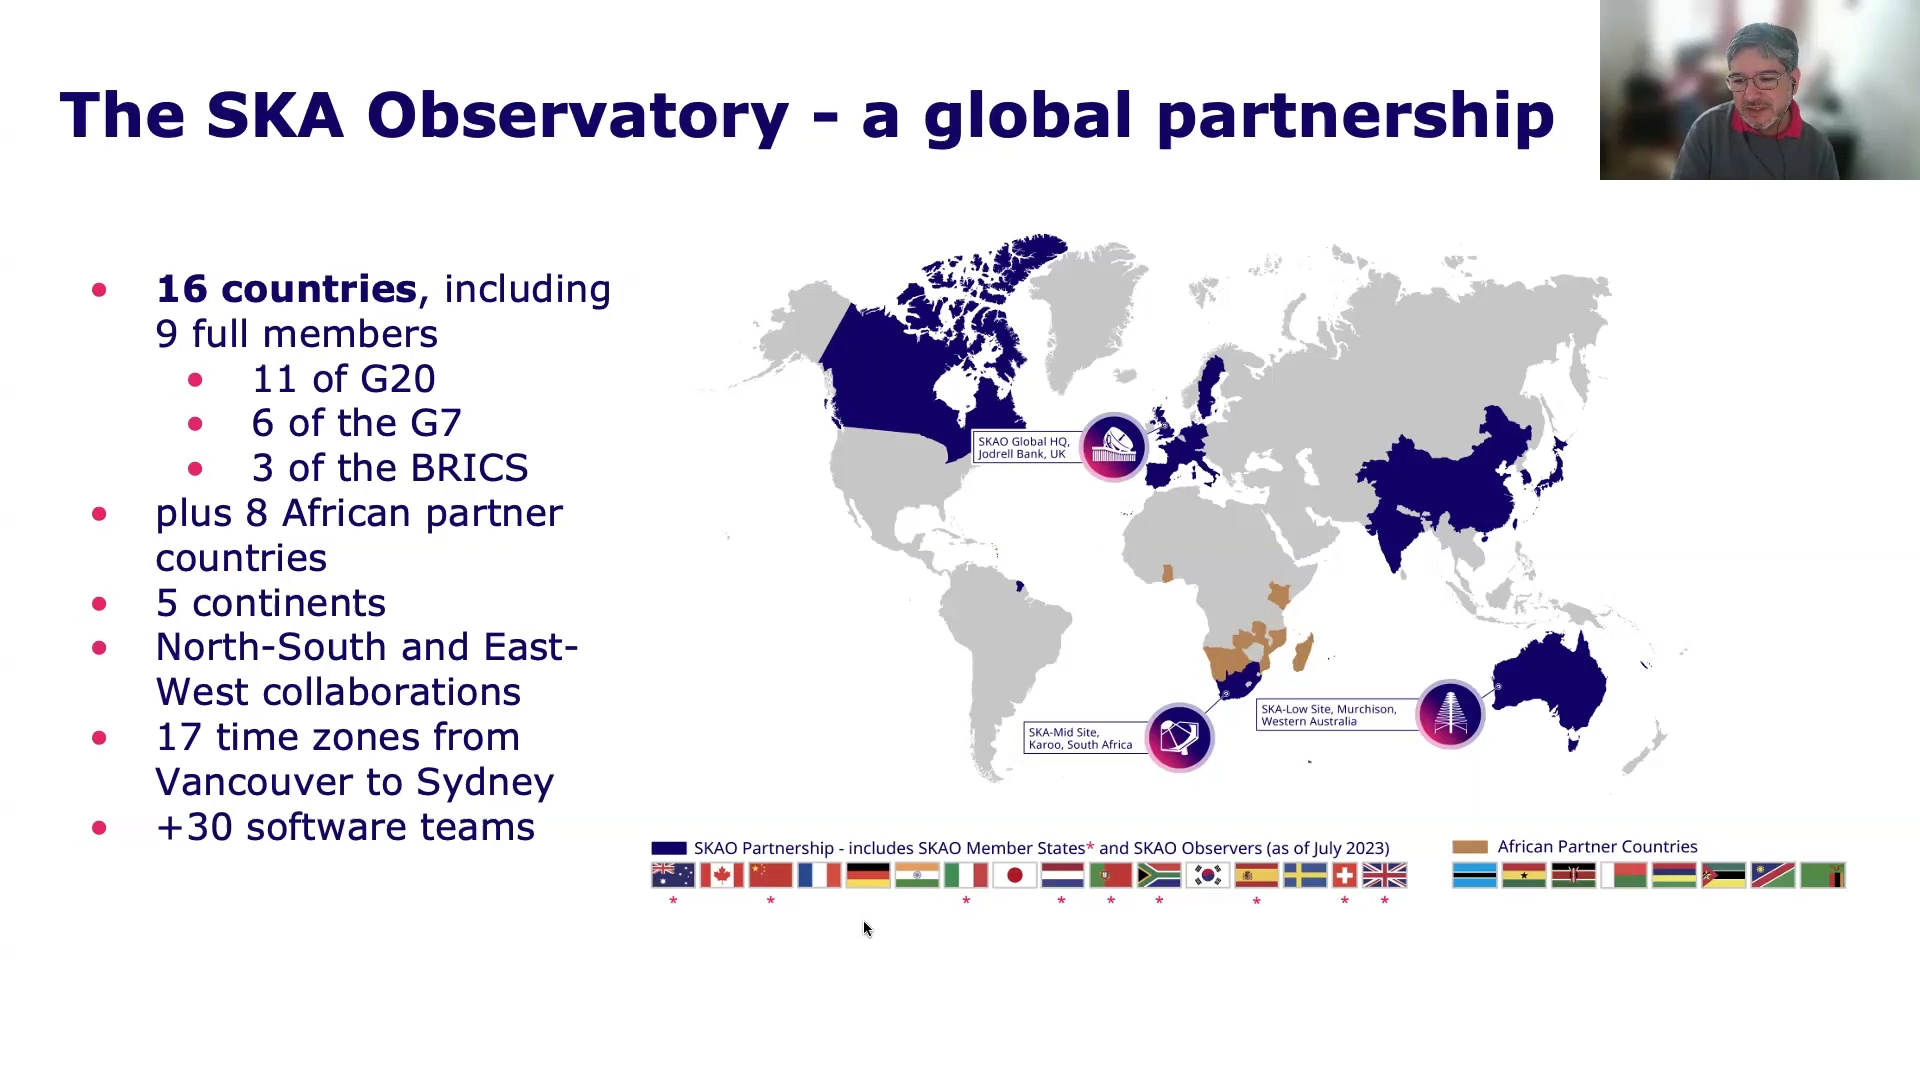 The SKA Observatory - a global partnership
16 countries, including
9 full members
11 of G20
6 of the G7
3 of the BRICS
plus 8 African partner
countries
5 continents
North-South and East-
West collaborations
17 time zones from
Vancouver to Sydney
+30 software teams
SKAO Global HQ,
Jodrell Bank, UK
SKA-Mid Site,
Karoo, South Africa
SKA-Low Site, Murchison,
Western Australia
SKAO Partnership - includes SKAO Member States* and SKAO Observers (as of July 2023)
* * * * * * * * *
African Partner Countries